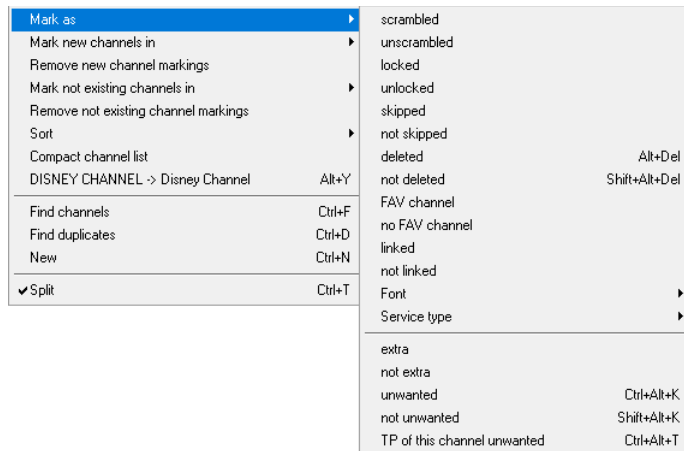 Mark as
Mark new channels in
Remove new channel markings
Mark not existing channels in
Remove not existing channel markings
Sort
Compact channel list
DISNEY CHANNEL -> Disney Channel Alt+Y
Find channels Ctrl+F
Find duplicates Ctrl+D
New Ctrl+N
Split Ctrl+T
scrambled
unscrambled
locked
unlocked
skipped
not skipped
deleted Alt+Del
not deleted Shift+Alt+Del
FAV channel
no FAV channel
linked
not linked
Font
Service type
extra
not extra
unwanted Ctrl+Alt+K
not unwanted Shift+Alt+K
TP of this channel unwanted Ctrl+Alt+T